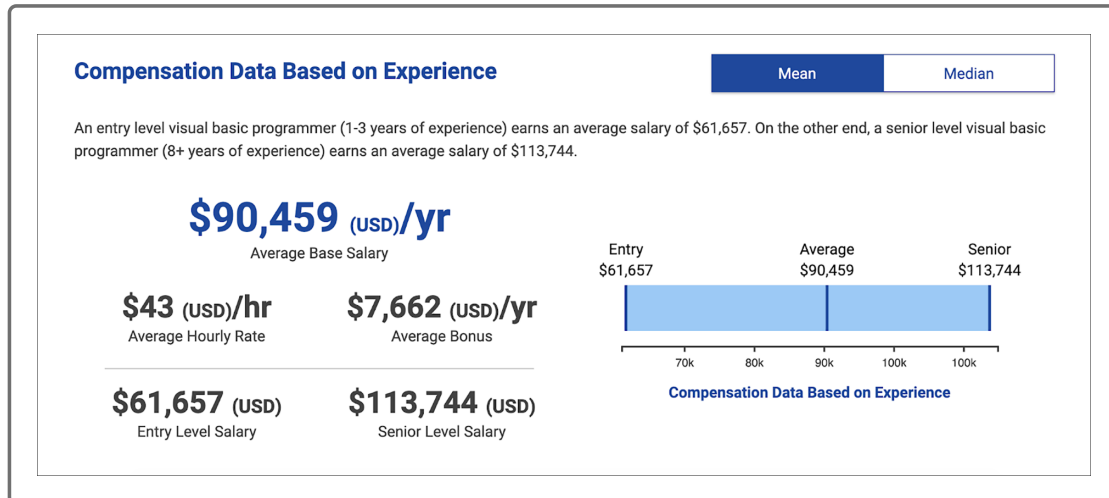 Compensation Data Based on Experience
Mean
Median
An entry level visual basic programmer (1-3 years of experience) earns an average salary of $61,657. On the other end, a senior level visual basic
programmer (8+ years of experience) earns an average salary of $113,744.
$90,459 (USD)/yr
Average Base Salary
$43 (USD)/hr
Average Hourly Rate
$7,662 (USD)/yr
Average Bonus
$61,657 (USD)
Entry Level Salary
$113,744 (USD)
Senior Level Salary
Entry
$61,657
Average
$90,459
Senior
$113,744
70k
80k
90k
100k
100k
Compensation Data Based on Experience